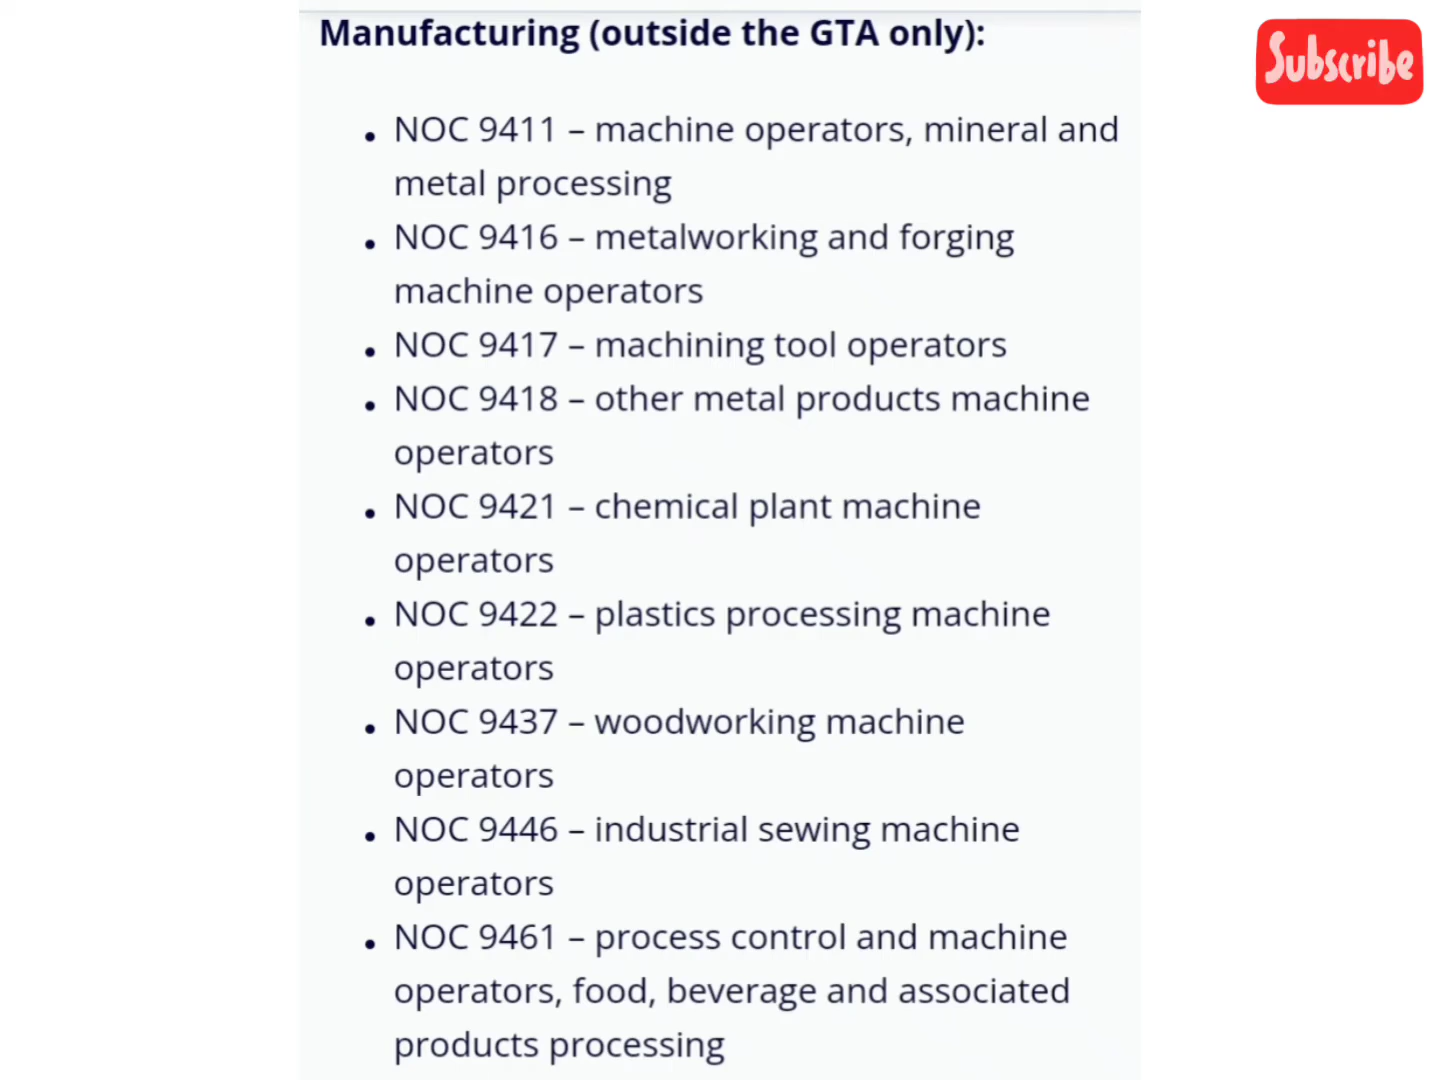 Manufacturing (outside the GTA only):
Subscribe
• NOC 9411 – machine operators, mineral and
metal processing
• NOC 9416 – metalworking and forging
machine operators
• NOC 9417 – machining tool operators
• NOC 9418 – other metal products machine
operators
• NOC 9421 – chemical plant machine
operators
• NOC 9422 – plastics processing machine
operators
• NOC 9437 – woodworking machine
operators
• NOC 9446 – industrial sewing machine
operators
• NOC 9461 – process control and machine
operators, food, beverage and associated
products processing